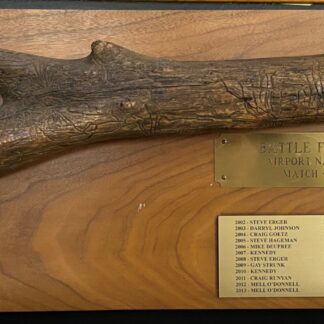 BATTLE F
AIRPORT NA
MATCH
2002 - STEVE ERGER
2003 - DARRYL JOHNSON
2004 - CRAIG GOETZ
2005 - STEVE HAGEMAN
2006 - MIKE DEUPREE
2007 - KENNEDY
2008 - STEVE ERGER
2009 - GAY STRUNK
2010 - KENNEDY
2011 - CRAIG RUNYAN
2012 - MELL O'DONNELL
2013 - MELL O'DONNELL